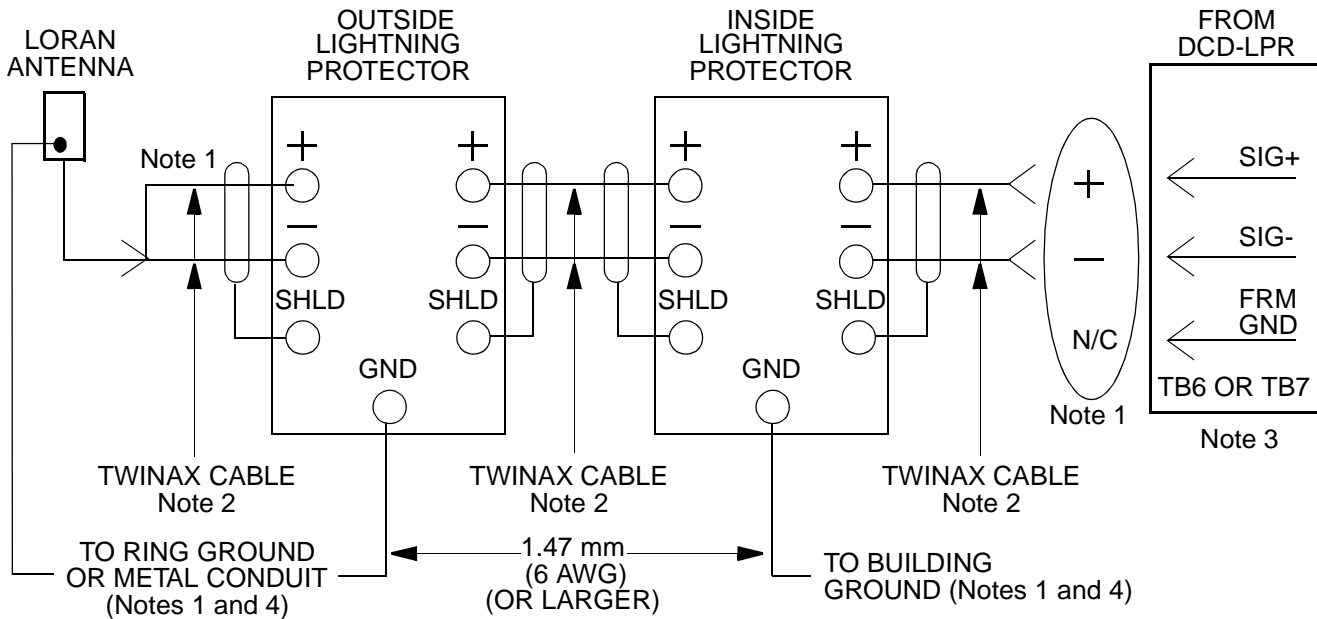 LORAN
ANTENNA
OUTSIDE
LIGHTNING
PROTECTOR
INSIDE
LIGHTNING
PROTECTOR
FROM
DCD-LPR
Note 1
+
–
SHLD
+
–
SHLD
GND
+
–
SHLD
+
–
SHLD
GND
+
–
N/C
Note 1
SIG+
SIG-
FRM
GND
TB6 OR TB7
Note 3
TWINAX CABLE
Note 2
TWINAX CABLE
Note 2
TWINAX CABLE
Note 2
TO RING GROUND
OR METAL CONDUIT
(Notes 1 and 4)
1.47 mm
(6 AWG)
(OR LARGER)
TO BUILDING
GROUND (Notes 1 and 4)